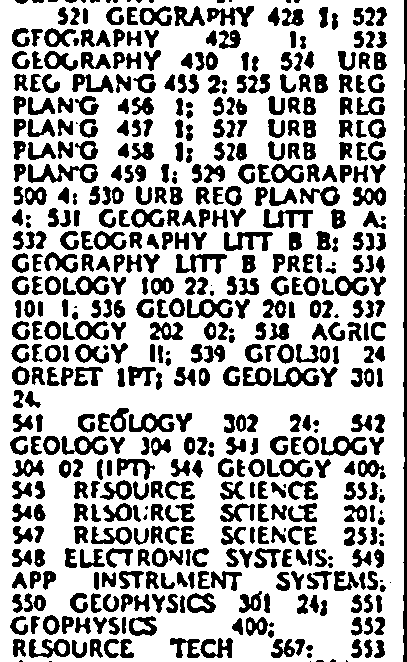 521 GEOGRAPHY 428 1; 522
GEOGRAPHY 429 1; 523
GEOGRAPHY 430 1; 524 URB
REG PLAN'G 455 2; 525 URB REG
PLAN'G 456 1; 526 URB REG
PLAN'G 457 1; 527 URB REG
PLAN'G 458 1; 528 URB REG
PLAN'G 459 1; 529 GEOGRAPHY
500 4; 530 URB REG PLAN'G 500
4; 531 GEOGRAPHY LITT B A;
532 GEOGRAPHY LITT B B; 533
GEOGRAPHY LITT B PREL; 534
GEOLOGY 100 22. 535 GEOLOGY
101 1; 536 GEOLOGY 201 02. 537
GEOLOGY 202 02; 538 AGRIC
GEOLOGY II; 539 GEOL301 24
OREPET 1PT; 540 GEOLOGY 301
24.
541 GEOLOGY 302 24; 542
GEOLOGY 304 02; 543 GEOLOGY
304 02 (1PT) 544 GEOLOGY 400;
545 RESOURCE SCIENCE 553;
546 RESOURCE SCIENCE 201;
547 RESOURCE SCIENCE 253;
548 ELECTRONIC SYSTEMS; 549
APP INSTRUMENT SYSTEMS;
550 GEOPHYSICS 301 24; 551
GEOPHYSICS 400; 552
RESOURCE TECH 567; 553